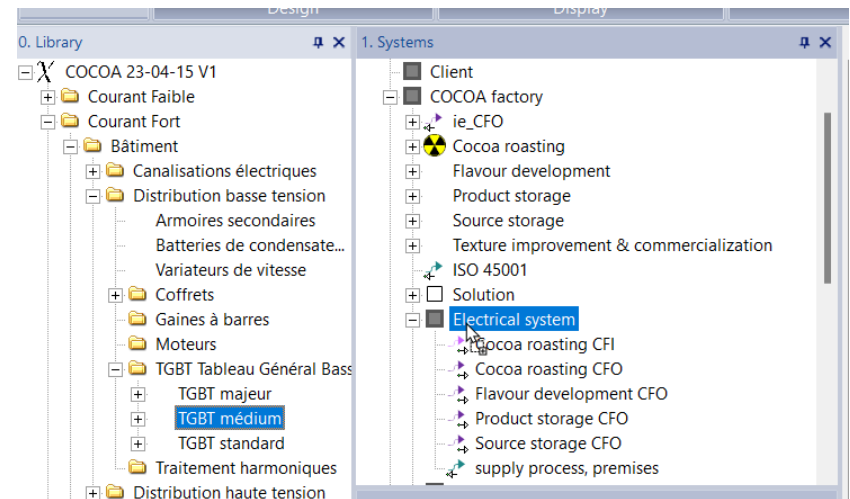 Design
Display
0. Library
COCOA 23-04-15 V1
Courant Faible
Courant Fort
Bâtiment
Canalisations électriques
Distribution basse tension
Armoires secondaires
Batteries de condensate...
Variateurs de vitesse
Coffrets
Gaines à barres
Moteurs
TGBT Tableau Général Bass
TGBT majeur
TGBT médium
TGBT standard
Traitement harmoniques
Distribution haute tension
1. Systems
Client
COCOA factory
ie_CFO
Cocoa roasting
Flavour development
Product storage
Source storage
Texture improvement & commercialization
ISO 45001
Solution
Electrical system
Cocoa roasting CFI
Cocoa roasting CFO
Flavour development CFO
Product storage CFO
Source storage CFO
supply process, premises